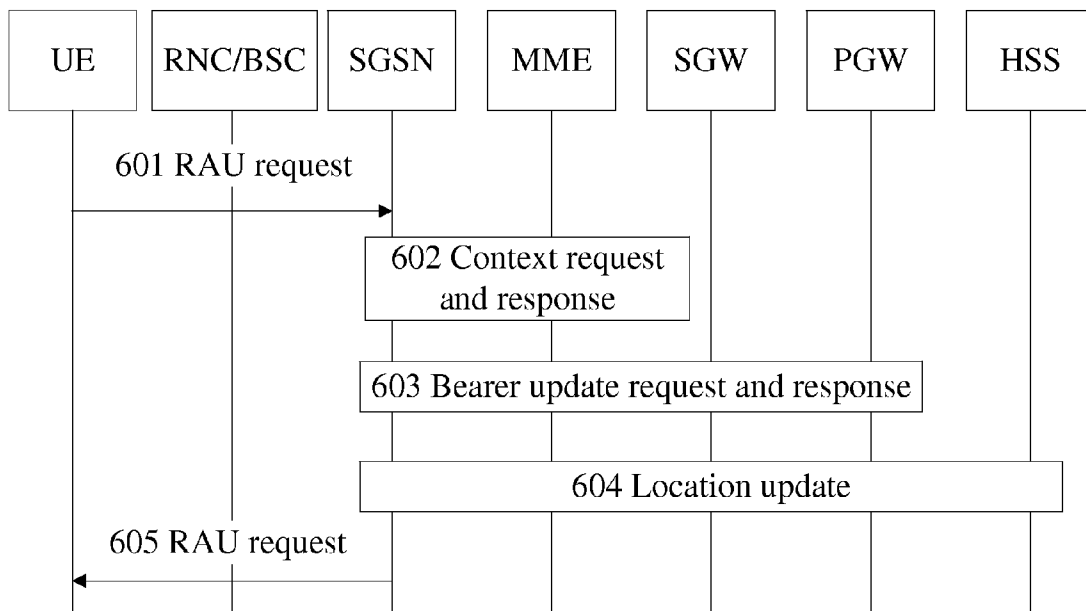 UE RNC/BSC SGSN MME SGW PGW HSS
601 RAU request
602 Context request
and response
603 Bearer update request and response
604 Location update
605 RAU request